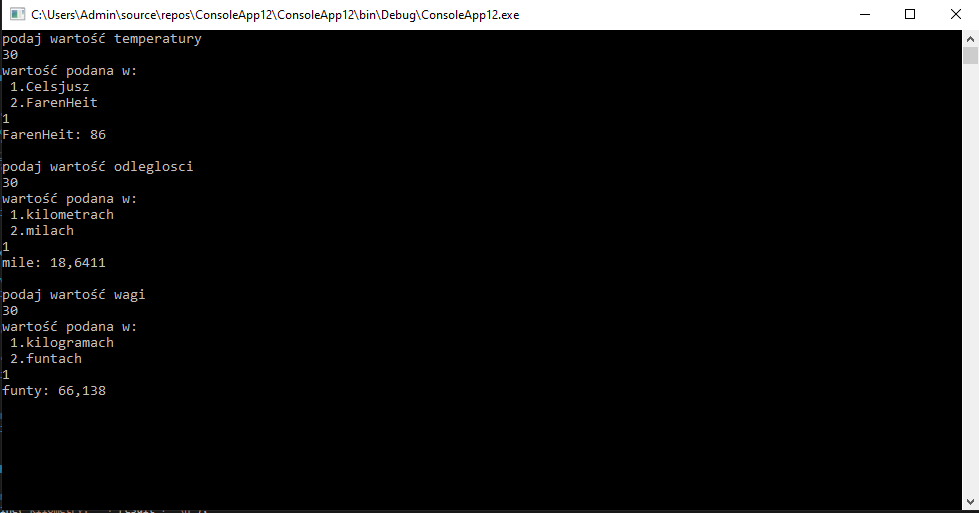 C:\Users\Admin\source\repos\ConsoleApp12\ConsoleApp12\bin\Debug\ConsoleApp12.exe
podaj wartość temperatury
30
wartość podana w:
1.Celsjusz
2.FarenHeit
1
FarenHeit: 86
podaj wartość odleglosci
30
wartość podana w:
1.kilometrach
2.milach
1
mile: 18,6411
podaj wartość wagi
30
wartość podana w:
1.kilogramach
2.funtach
1
funty: 66,138